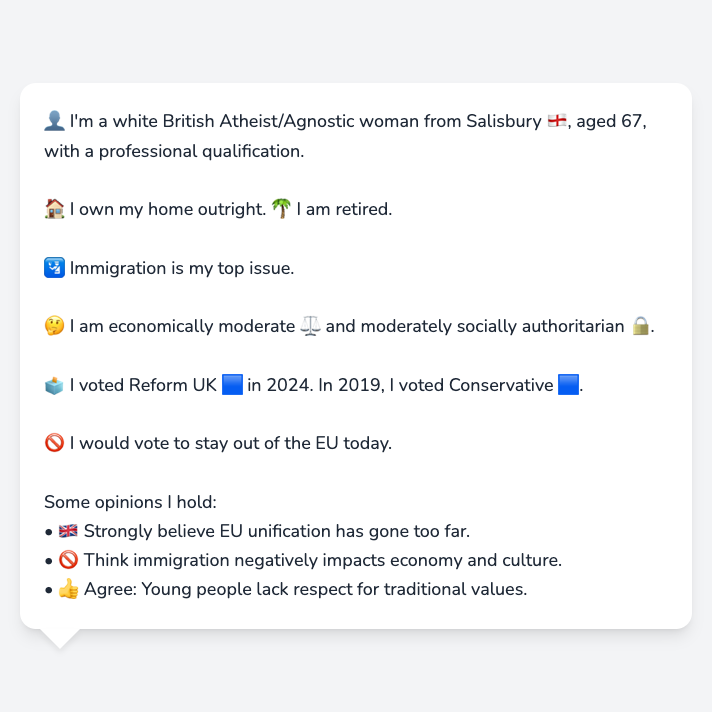 👤 I'm a white British Atheist/Agnostic woman from Salisbury 🏴󠁧󠁢󠁥󠁮󠁧󠁿, aged 67,
with a professional qualification.
🏠 I own my home outright. 🌴 I am retired.
🛂 Immigration is my top issue.
🤔 I am economically moderate ⚖️ and moderately socially authoritarian 🔒.
🗳️ I voted Reform UK 🟦 in 2024. In 2019, I voted Conservative 🟦.
🚫 I would vote to stay out of the EU today.
Some opinions I hold:
• 🇬🇧 Strongly believe EU unification has gone too far.
• 🚫 Think immigration negatively impacts economy and culture.
• 👍 Agree: Young people lack respect for traditional values.